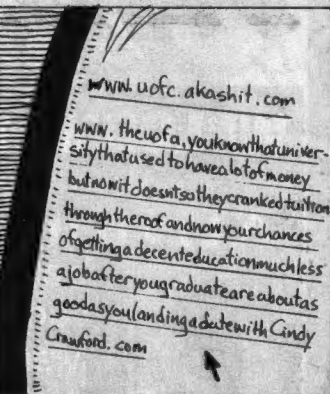 www.uofc.akashit.com
www.theuofa,youknowthatuniver-
sitythatusedtohavealotofmoney
butnowitdoesntsotheycrankedtuition
throughtheroofandnowyourchances
ofgettingadecenteducationmuchless
ajobafteryougraduateareaboutas
goodasyoulandingadatewithCindy
Crawford.com